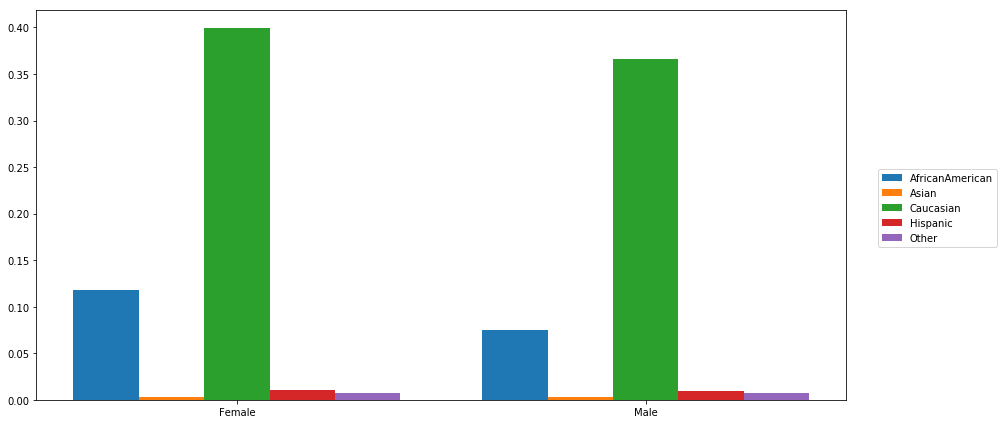 0.40
0.35
0.30
0.25
0.20
0.15
0.10
0.05
0.00
Female
Male
AfricanAmerican
Asian
Caucasian
Hispanic
Other